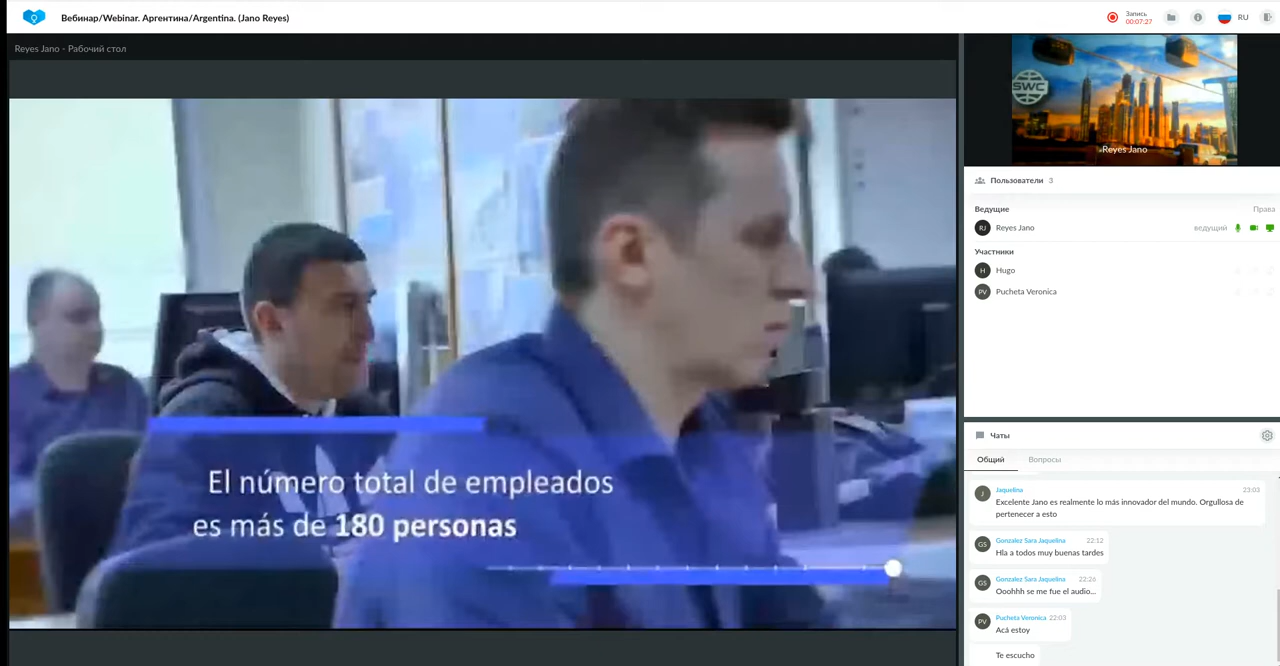 Вебинар/Webinar. Аргентина/Argentina. (Jano Reyes)
Запись
00:07:27
RU
Reyes Jano - Рабочий стол
El número total de empleados
es más de 180 personas
SWC
Reyes Jano
Пользователи 3
Ведущие Права
RJ Reyes Jano ведущий
Участники
H Hugo
PV Pucheta Veronica
Чаты
Общий Вопросы
J Jaquelina 23:03
Excelente Jano es realmente lo más innovador del mundo. Orgullosa de
pertenecer a esto
GS Gonzalez Sara Jaquelina 22:12
Hla a todos muy buenas tardes
GS Gonzalez Sara Jaquelina 22:26
Ooohhh se me fue el audio...
PV Pucheta Veronica 22:03
Acá estoy
Te escucho